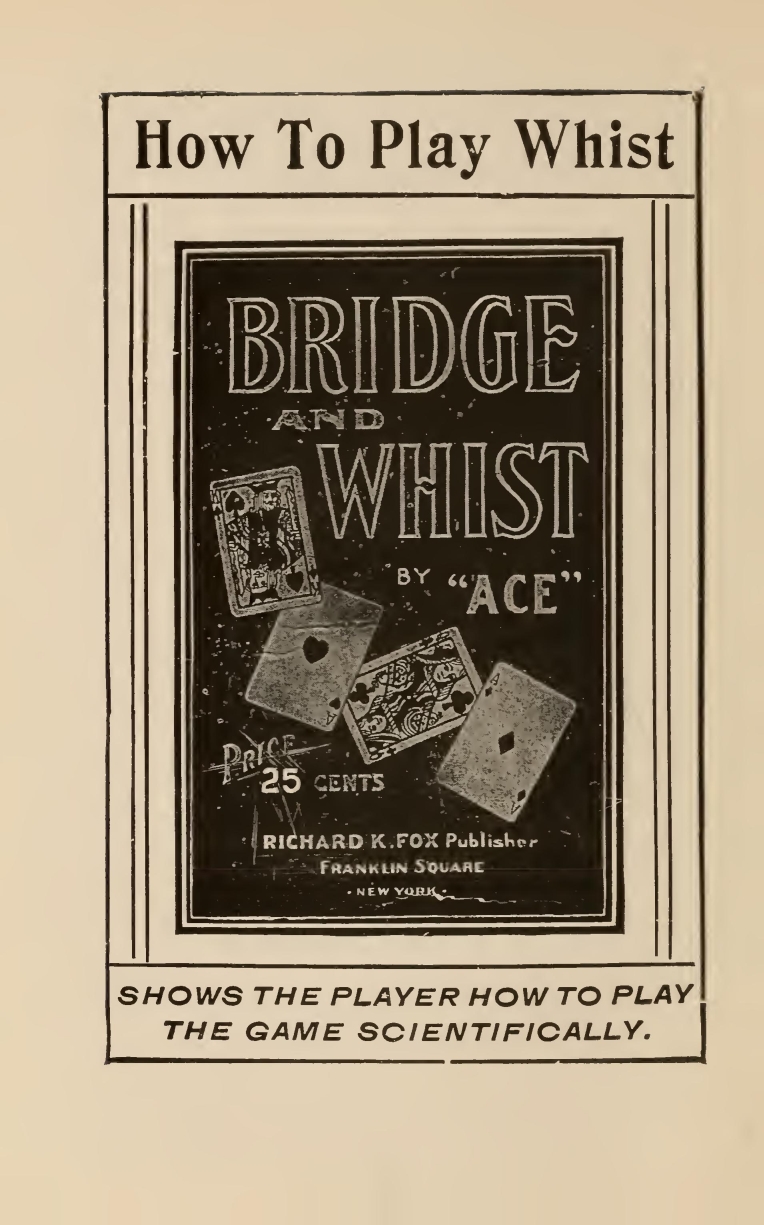 How To Play Whist
BRIDGE
AND
WHIST
BY "ACE"
PRICE
25 CENTS
RICHARD K. FOX Publisher
FRANKLIN SQUARE
· NEW YORK ·
SHOWS THE PLAYER HOW TO PLAY
THE GAME SCIENTIFICALLY.